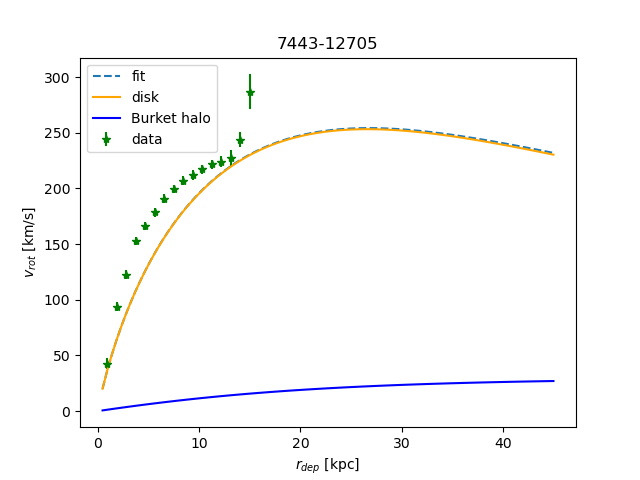 7443-12705
fit
disk
Burket halo
data
300
250
200
150
100
50
0
v_rot [km/s]
0 10 20 30 40
r_dep [kpc]